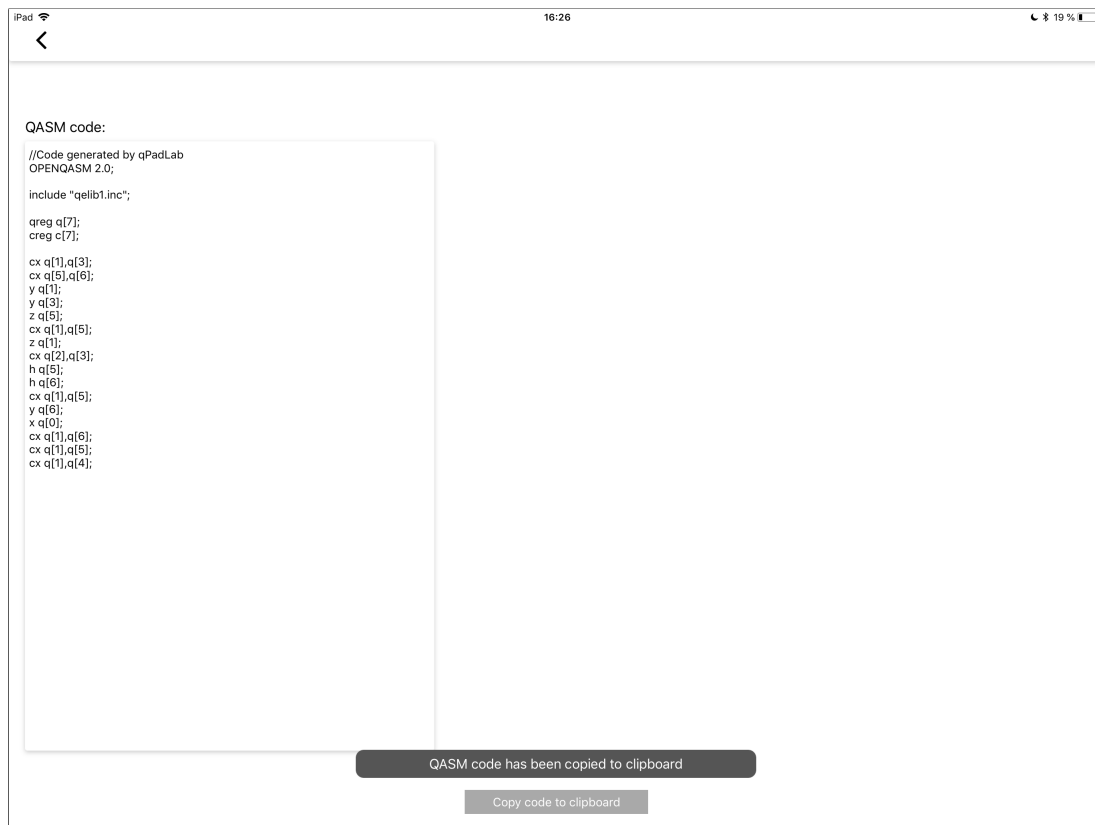 iPad 16:26 19 %
QASM code:
//Code generated by qPadLab
OPENQASM 2.0;
include "qelib1.inc";
qreg q[7];
creg c[7];
cx q[1],q[3];
cx q[5],q[6];
y q[1];
y q[3];
z q[5];
cx q[1],q[5];
z q[1];
cx q[2],q[3];
h q[5];
h q[6];
cx q[1],q[5];
y q[6];
x q[0];
cx q[1],q[6];
cx q[1],q[5];
cx q[1],q[4];
QASM code has been copied to clipboard
Copy code to clipboard